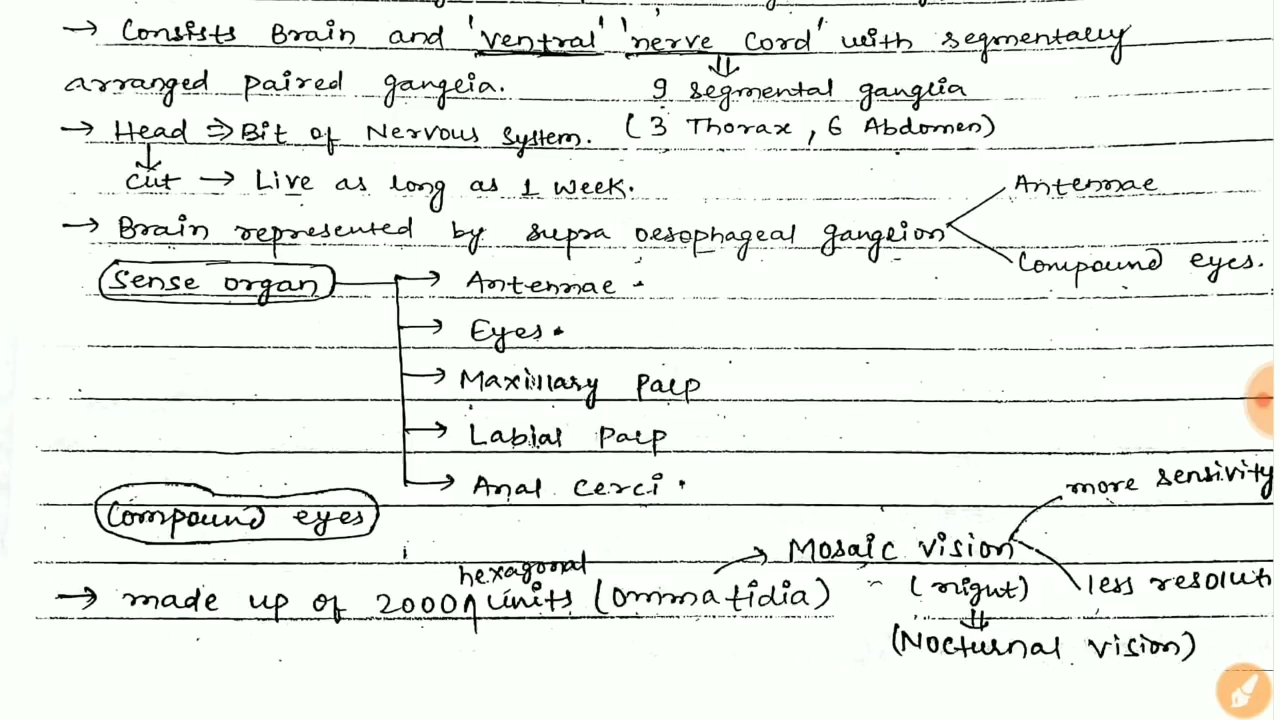 → Consists Brain and 'ventral' 'nerve cord' with segmentally
arranged paired ganglia. 9 segmental ganglia
→ Head ⇒ Bit of Nervous system. (3 Thorax, 6 Abdomen)
cut → Live as long as 1 week.
Antennae
→ Brain represented by supra oesophageal ganglion
Compound eyes.
Sense organ → Antennae
→ Eyes.
→ Maxillary Palp
→ Labial Palp
→ Anal cerci
more sensivity
Compound eyes
→ Mosaic vision
hexagonal
less resolut
→ made up of 2000 units (ommatidia) (night)
(Nocturnal vision)